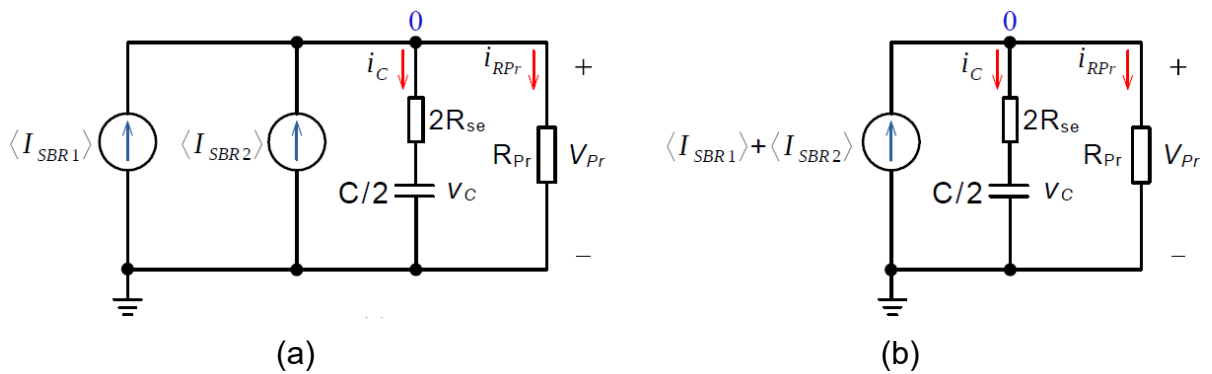 0
i_C
i_RPr
+
2R_se
⟨I_SBR1⟩
⟨I_SBR2⟩
R_Pr
V_Pr
C/2
v_C
−
(a)
0
i_C
i_RPr
+
2R_se
⟨I_SBR1⟩+⟨I_SBR2⟩
R_Pr
V_Pr
C/2
v_C
−
(b)